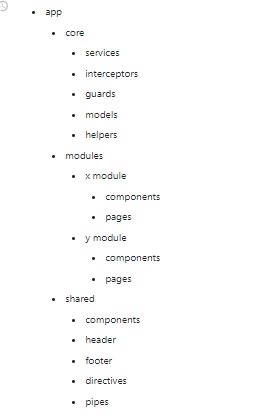 app
core
services
interceptors
guards
models
helpers
modules
x module
components
pages
y module
components
pages
shared
components
header
footer
directives
pipes